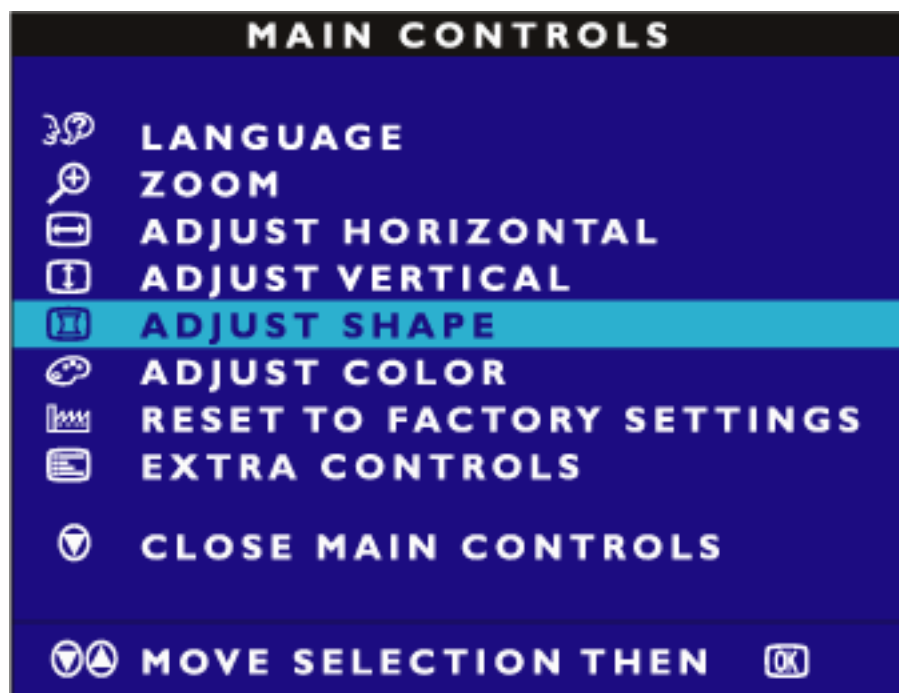 MAIN CONTROLS
LANGUAGE
ZOOM
ADJUST HORIZONTAL
ADJUST VERTICAL
ADJUST SHAPE
ADJUST COLOR
RESET TO FACTORY SETTINGS
EXTRA CONTROLS
CLOSE MAIN CONTROLS
MOVE SELECTION THEN OK